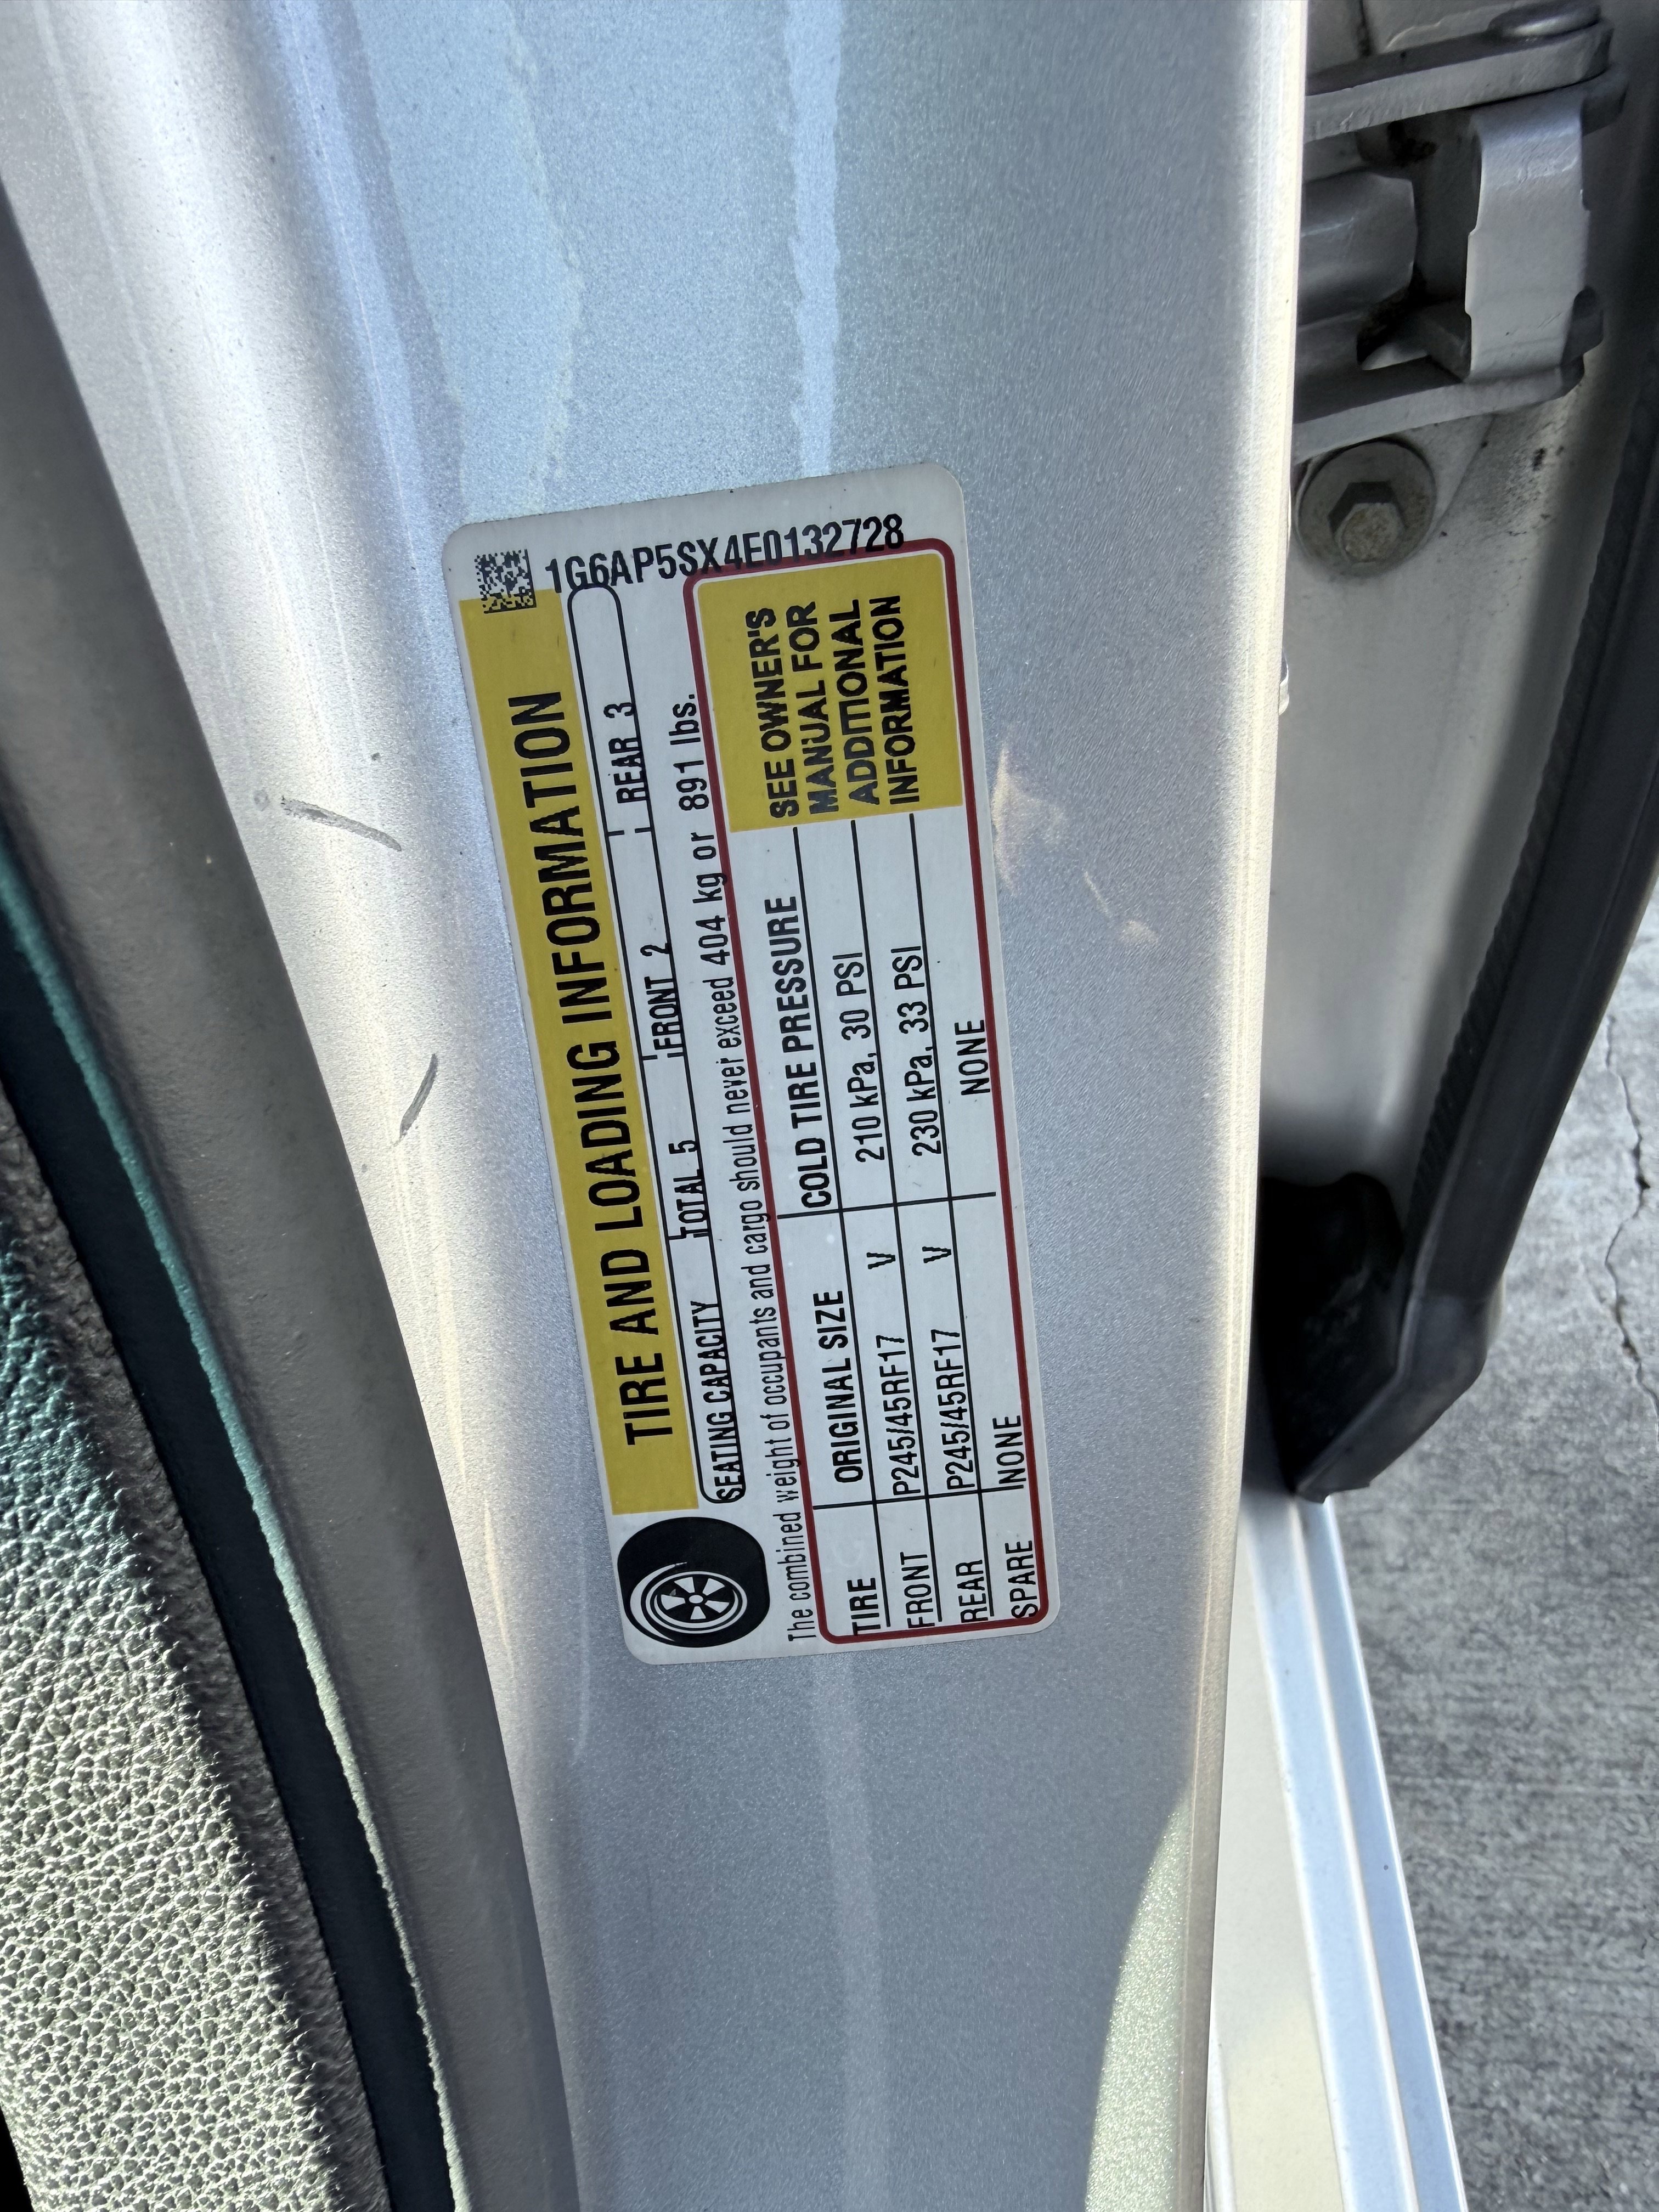 1G6AP5SX4E0132728
TIRE AND LOADING INFORMATION
SEATING CAPACITY TOTAL 5 FRONT 2 REAR 3
The combined weight of occupants and cargo should never exceed 404 kg or 891 lbs.
TIRE ORIGINAL SIZE COLD TIRE PRESSURE
FRONT P245/45RF17 V 210 kPa, 30 PSI
REAR P245/45RF17 V 230 kPa, 33 PSI
SPARE NONE NONE
SEE OWNER'S
MANUAL FOR
ADDITIONAL
INFORMATION